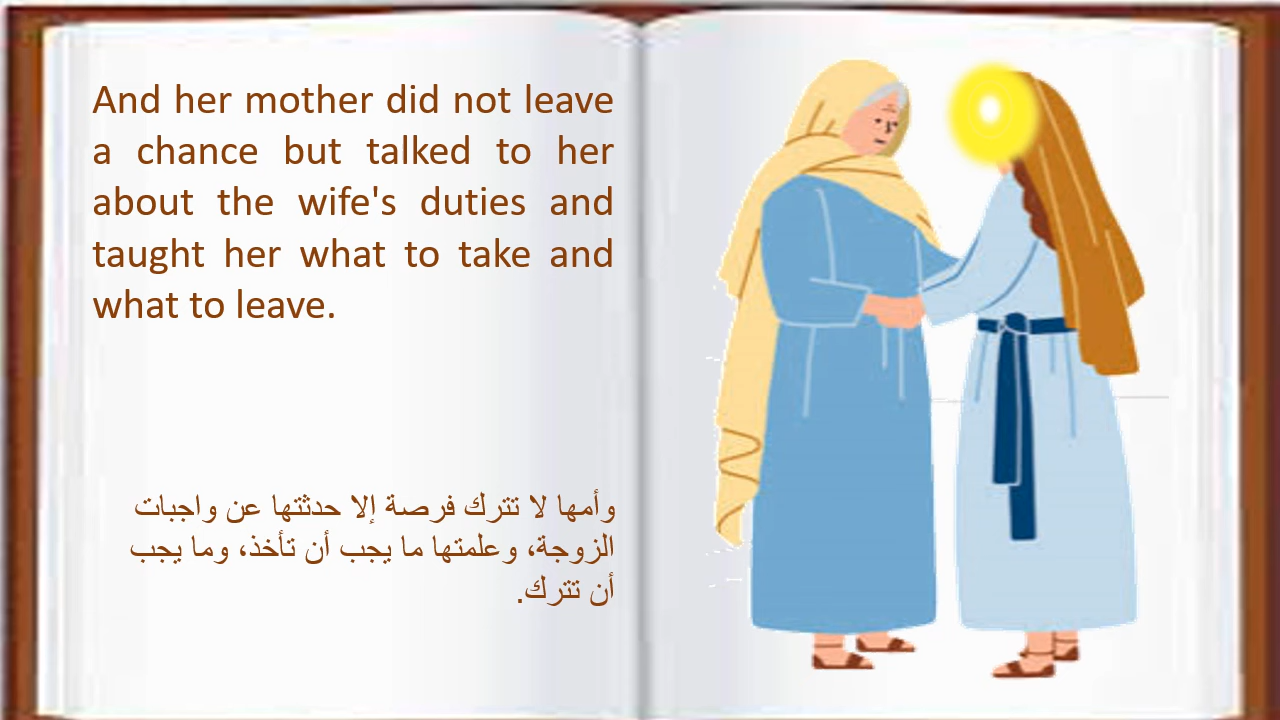 And her mother did not leave
a chance but talked to her
about the wife's duties and
taught her what to take and
what to leave.
وأمها لا تترك فرصة إلا حدثتها عن واجبات
الزوجة، وعلمتها ما يجب أن تأخذ، وما يجب
أن تترك.